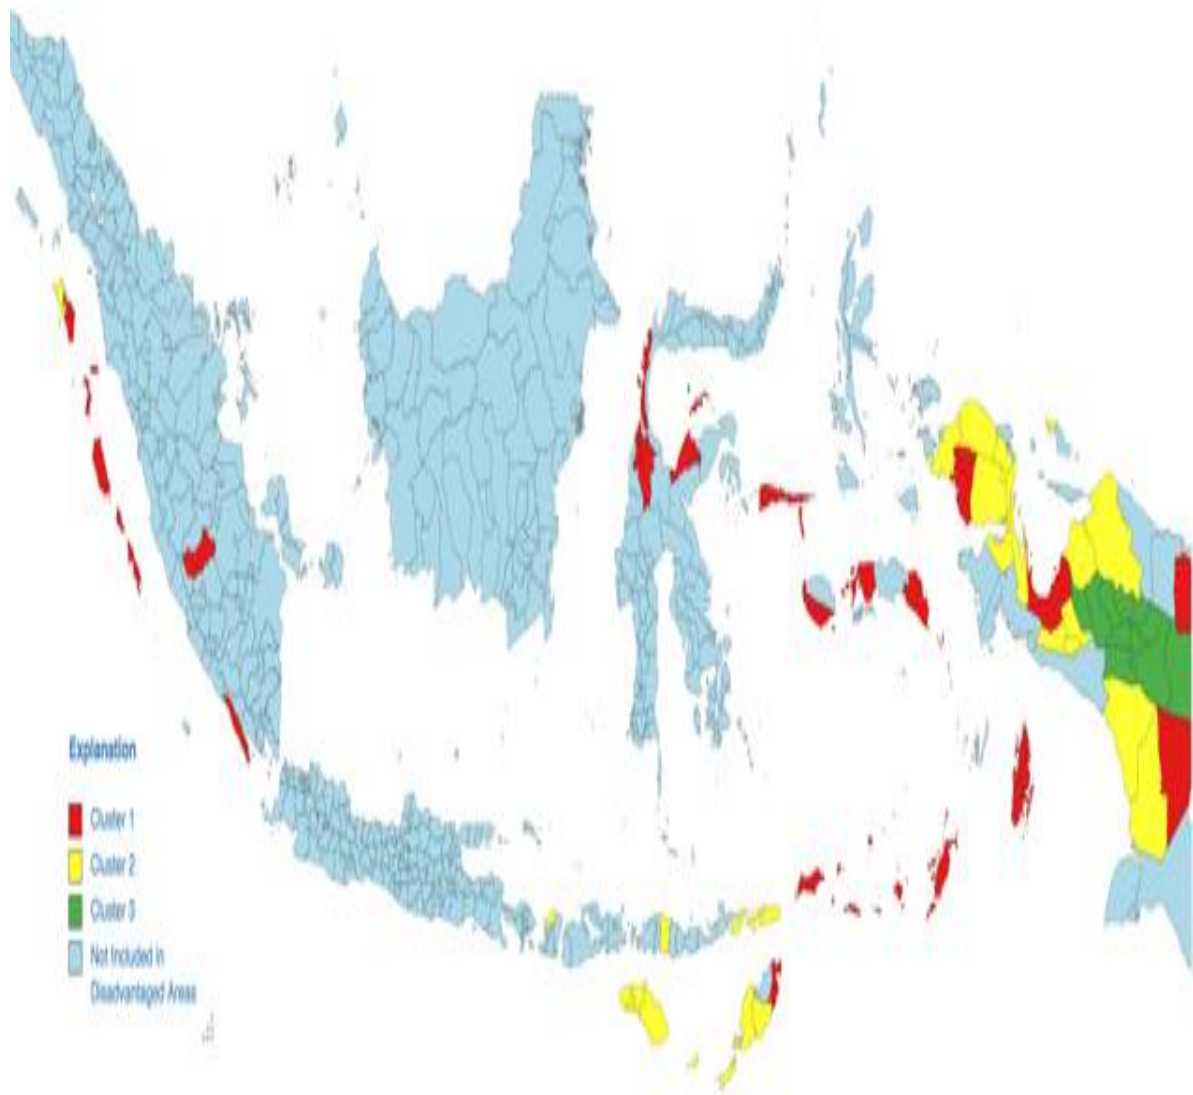 Explanation
Cluster 1
Cluster 2
Cluster 3
Not Included in
Disadvantaged Areas